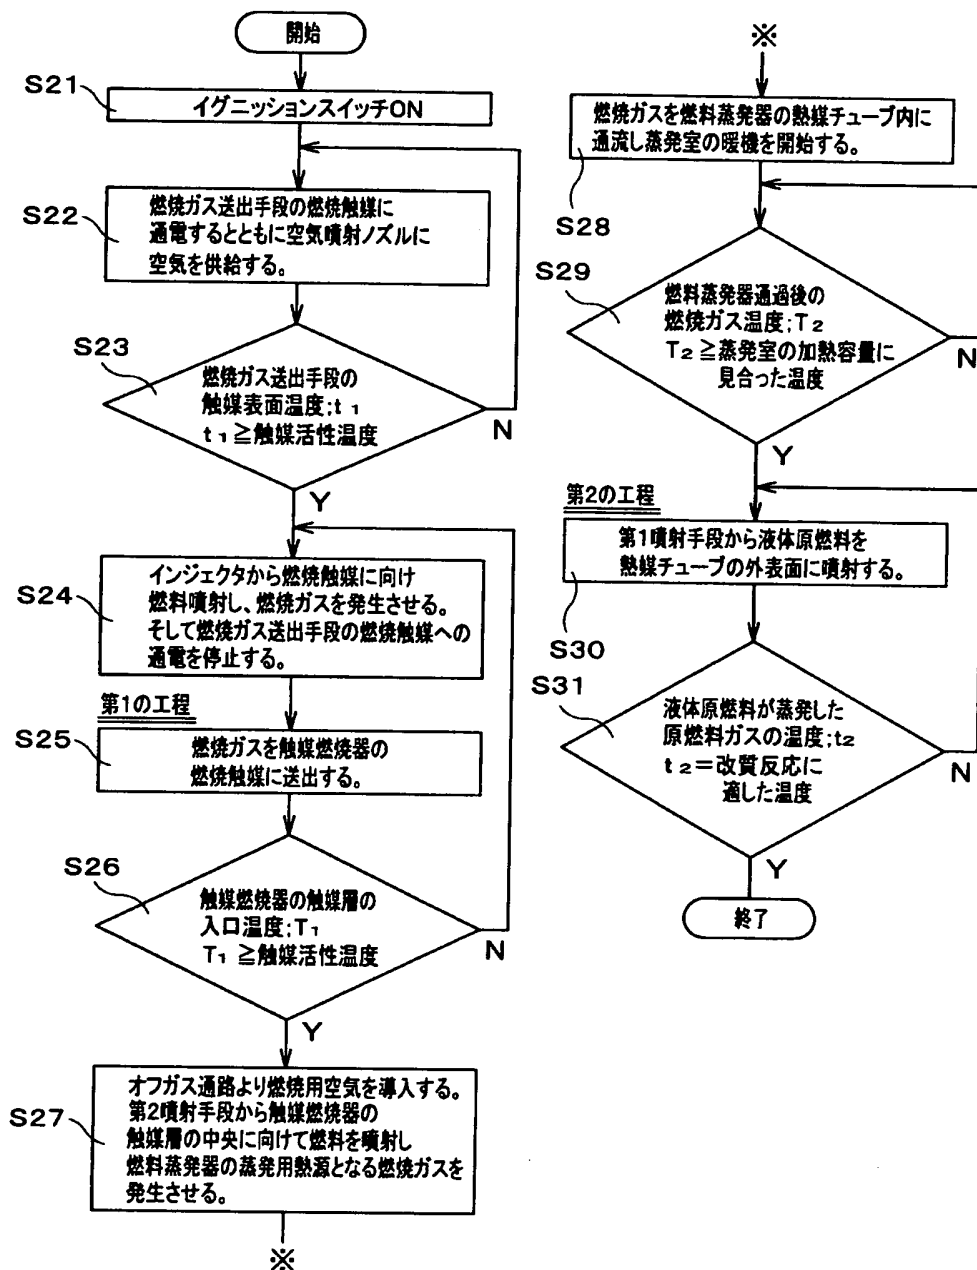 開始
S21
イグニッションスイッチON
S22
燃焼ガス送出手段の燃焼触媒に
通電するとともに空気噴射ノズルに
空気を供給する。
S23
燃焼ガス送出手段の
触媒表面温度;t₁
t₁≧触媒活性温度
N
Y
S24
インジェクタから燃焼触媒に向け
燃料噴射し、燃焼ガスを発生させる。
そして燃焼ガス送出手段の燃焼触媒への
通電を停止する。
第1の工程
S25
燃焼ガスを触媒燃焼器の
燃焼触媒に送出する。
S26
触媒燃焼器の触媒層の
入口温度;T₁
T₁≧触媒活性温度
N
Y
S27
オフガス通路より燃焼用空気を導入する。
第2噴射手段から触媒燃焼器の
触媒層の中央に向けて燃料を噴射し
燃料蒸発器の蒸発用熱源となる燃焼ガスを
発生させる。
※
※
燃焼ガスを燃料蒸発器の熱媒チューブ内に
通流し蒸発室の暖機を開始する。
S28
S29
燃料蒸発器通過後の
燃焼ガス温度;T₂
T₂≧蒸発室の加熱容量に
見合った温度
N
Y
第2の工程
第1噴射手段から液体原燃料を
熱媒チューブの外表面に噴射する。
S30
S31
液体原燃料が蒸発した
原燃料ガスの温度;t₂
t₂=改質反応に
適した温度
N
Y
終了